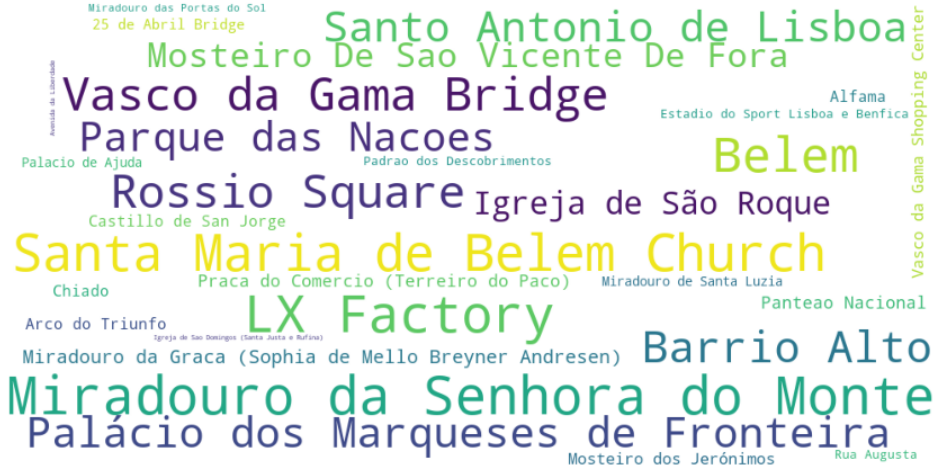 Miradouro das Portas do Sol
25 de Abril Bridge
Santo Antonio de Lisboa
Mosteiro De Sao Vicente De Fora
Vasco da Gama Bridge
Avenida da Liberdade
Alfama
Estadio do Sport Lisboa e Benfica
Vasco da Gama Shopping Center
Parque das Nacoes
Palacio de Ajuda
Padrao dos Descobrimentos
Belem
Rossio Square
Igreja de São Roque
Castillo de San Jorge
Santa Maria de Belem Church
Praca do Comercio (Terreiro do Paco)
Miradouro de Santa Luzia
Chiado
LX Factory
Panteao Nacional
Arco do Triunfo
Igreja de Sao Domingos (Santa Justa e Rufina)
Miradouro da Graca (Sophia de Mello Breyner Andresen)
Barrio Alto
Miradouro da Senhora do Monte
Palácio dos Marqueses de Fronteira
Mosteiro dos Jerónimos
Rua Augusta